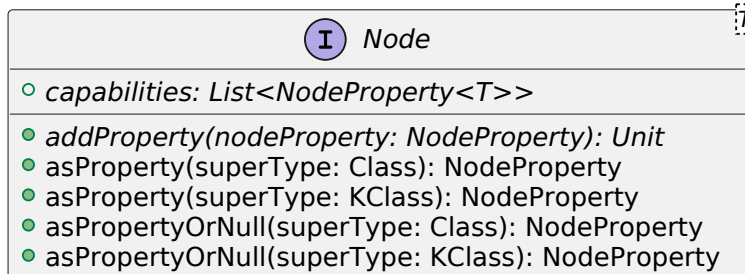 I Node
T
capabilities: List<NodeProperty<T>>
addProperty(nodeProperty: NodeProperty): Unit
asProperty(superType: Class): NodeProperty
asProperty(superType: KClass): NodeProperty
asPropertyOrNull(superType: Class): NodeProperty
asPropertyOrNull(superType: KClass): NodeProperty